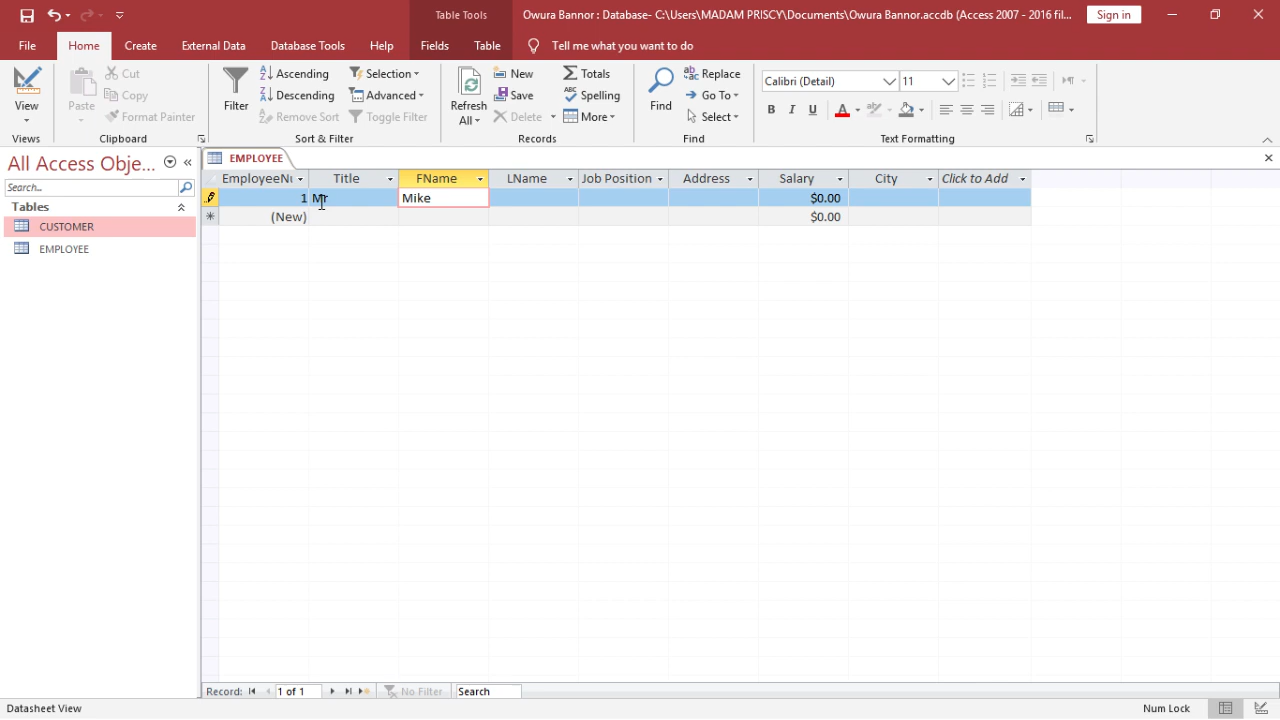 Table Tools
Owura Bannor : Database- C:\Users\MADAM PRISCY\Documents\Owura Bannor.accdb (Access 2007 - 2016 fil...
Sign in
File
Home
Create
External Data
Database Tools
Help
Fields
Table
Tell me what you want to do
View
Views
Paste
Cut
Copy
Format Painter
Clipboard
Filter
Ascending
Descending
Remove Sort
Selection
Advanced
Toggle Filter
Sort & Filter
Refresh
All
New
Save
Delete
Totals
Spelling
More
Records
Find
Replace
Go To
Select
Find
Calibri (Detail)
11
B I U
Text Formatting
All Access Obje...
Search...
Tables
CUSTOMER
EMPLOYEE
EMPLOYEE
EmployeeNu Title FName LName Job Position Address Salary City Click to Add
1 Mr Mike $0.00
(New) $0.00
Record: 1 of 1 No Filter Search
Datasheet View
Num Lock